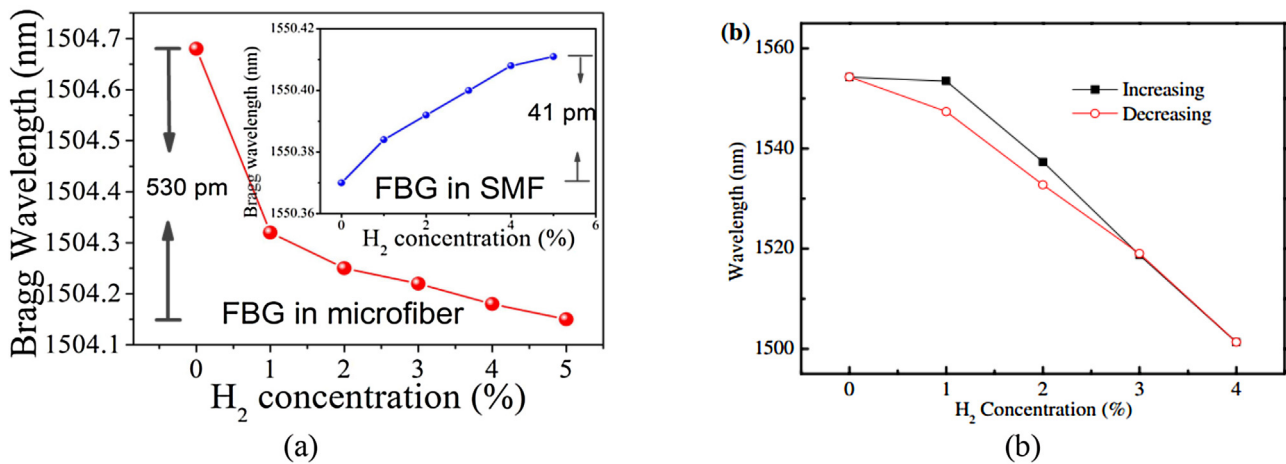 Bragg Wavelength (nm)
1504.7
1504.6
1504.5
1504.4
1504.3
1504.2
1504.1
530 pm
FBG in microfiber
0 1 2 3 4 5
H₂ concentration (%)
Bragg wavelength (nm)
1550.42
1550.40
1550.38
1550.36
41 pm
FBG in SMF
0 2 4 6
H₂ concentration (%)
(a)
(b)
Wavelength (nm)
1560
1540
1520
1500
Increasing
Decreasing
0 1 2 3 4
H₂ Concentration (%)
(b)